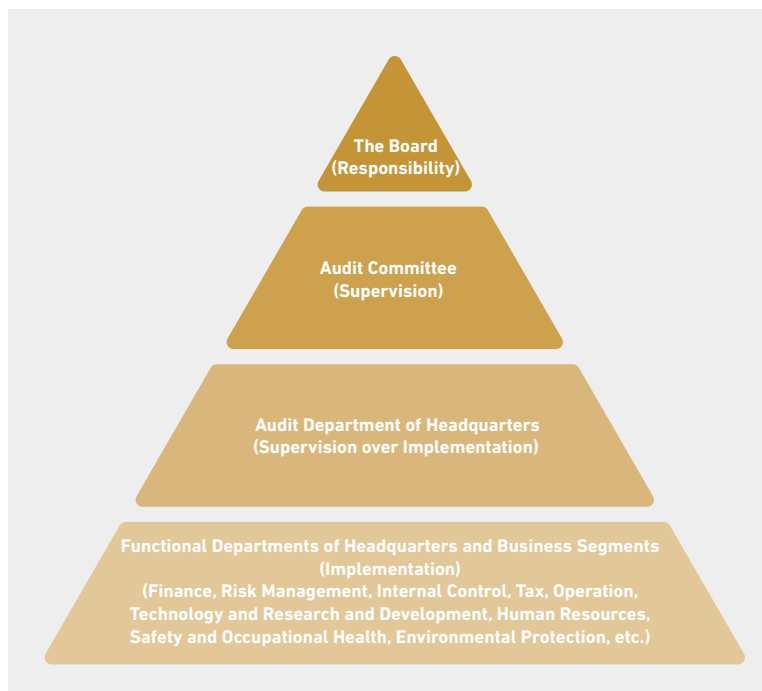 The Board
(Responsibility)
Audit Committee
(Supervision)
Audit Department of Headquarters
(Supervision over Implementation)
Functional Departments of Headquarters and Business Segments
(Implementation)
(Finance, Risk Management, Internal Control, Tax, Operation,
Technology and Research and Development, Human Resources,
Safety and Occupational Health, Environmental Protection, etc.)